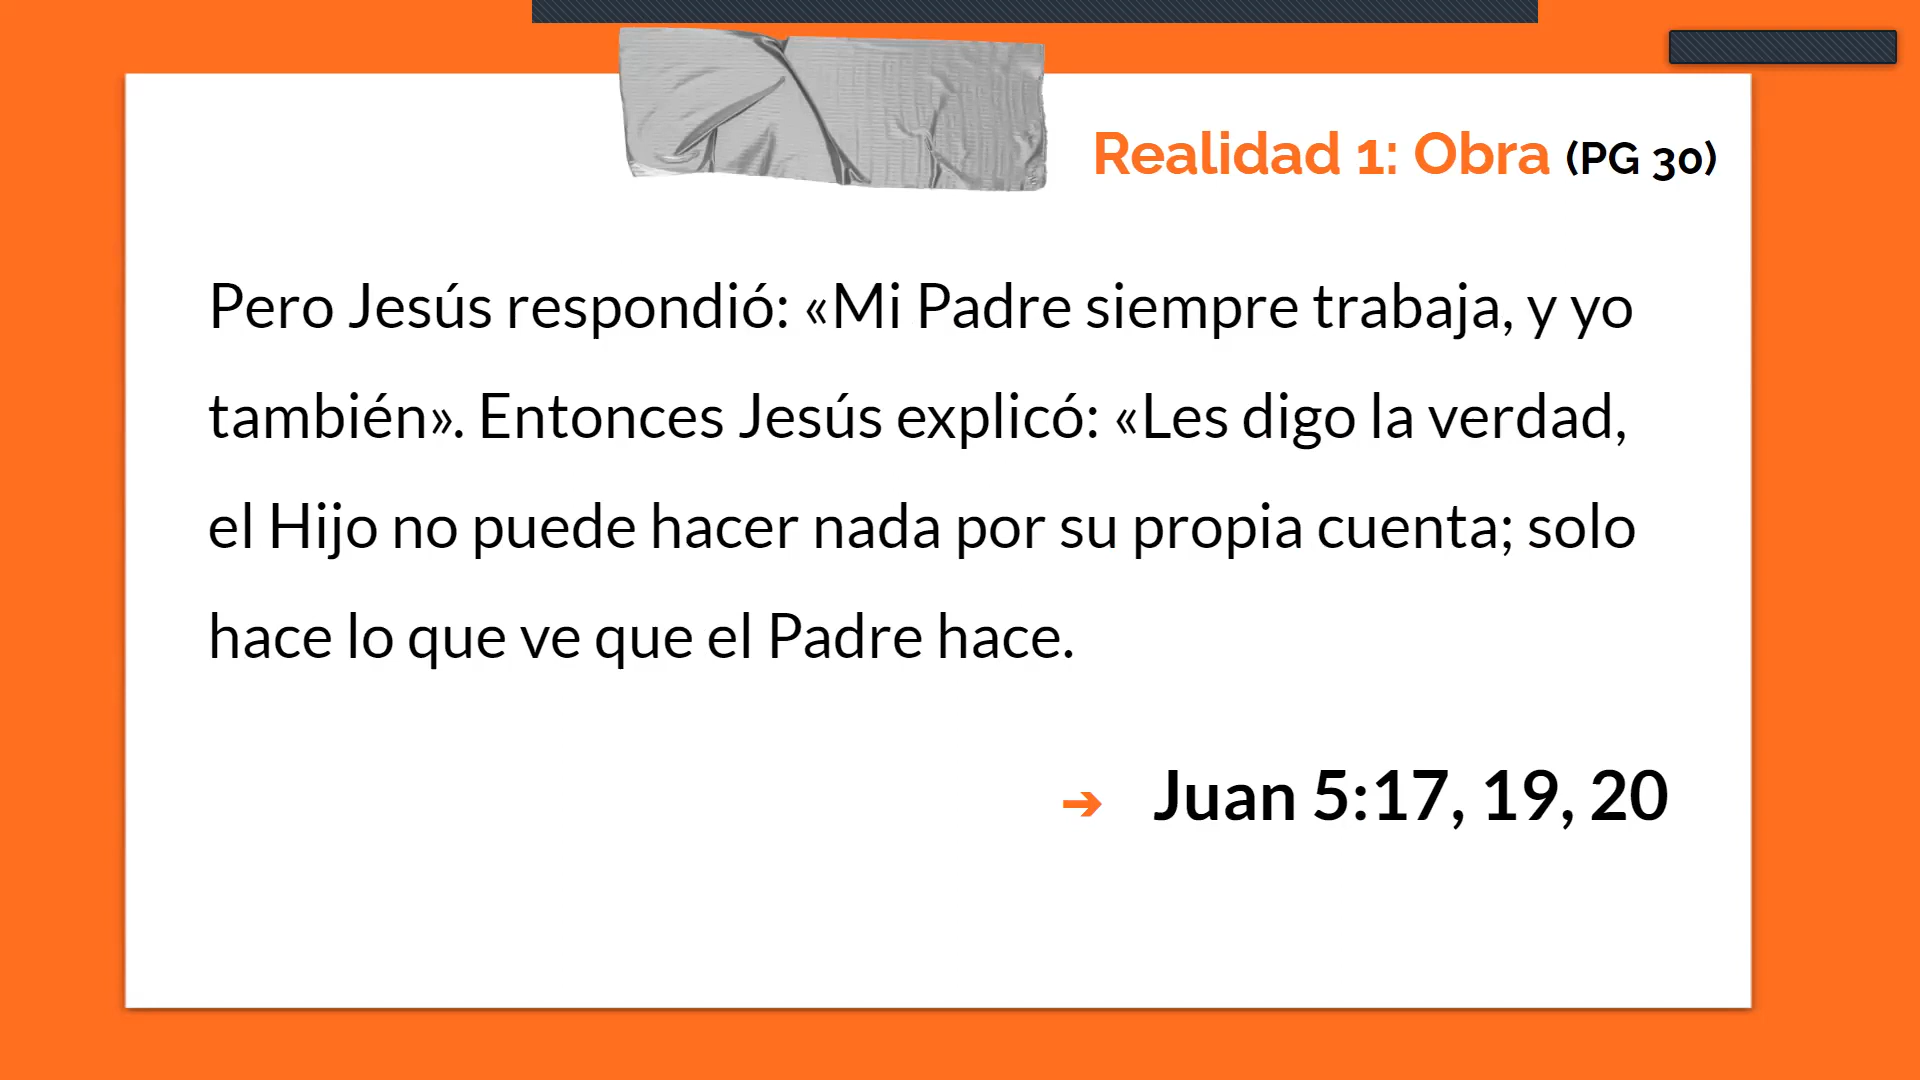 Realidad 1: Obra (PG 30)
Pero Jesús respondió: «Mi Padre siempre trabaja, y yo
también». Entonces Jesús explicó: «Les digo la verdad,
el Hijo no puede hacer nada por su propia cuenta; solo
hace lo que ve que el Padre hace.
➔ Juan 5:17, 19, 20